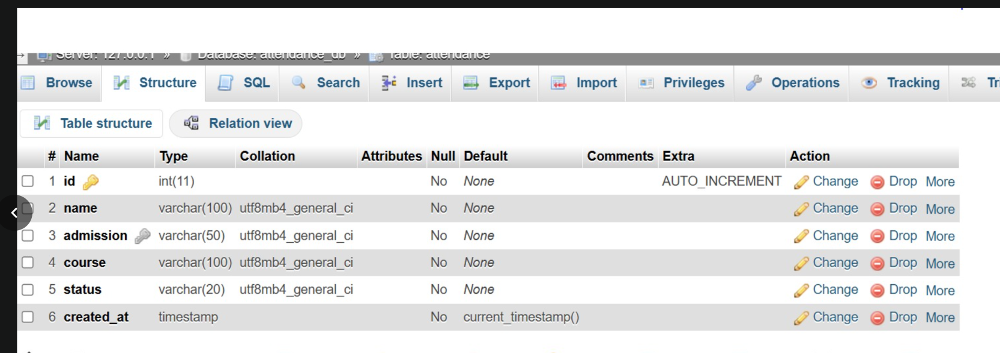 Server: 127.0.0.1 » Database: attendance_db » Table: attendance
Browse Structure SQL Search Insert Export Import Privileges Operations Tracking
Table structure Relation view
# Name Type Collation Attributes Null Default Comments Extra Action
1 id int(11) No None AUTO_INCREMENT Change Drop More
2 name varchar(100) utf8mb4_general_ci No None Change Drop More
3 admission varchar(50) utf8mb4_general_ci No None Change Drop More
4 course varchar(100) utf8mb4_general_ci No None Change Drop More
5 status varchar(20) utf8mb4_general_ci No None Change Drop More
6 created_at timestamp No current_timestamp() Change Drop More